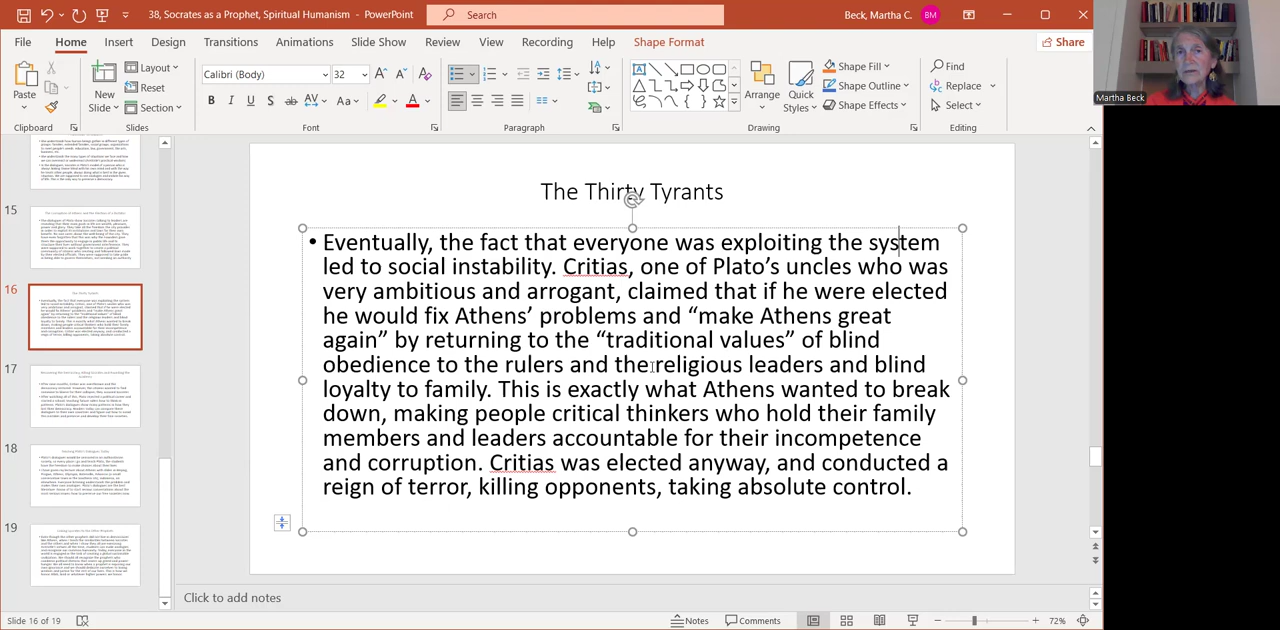 38, Socrates as a Prophet, Spiritual Humanism - PowerPoint
Search
Beck, Martha C.
BM
File Home Insert Design Transitions Animations Slide Show Review View Recording Help Shape Format
Share
Paste
Clipboard
New
Slide
Layout
Reset
Section
Slides
Calibri (Body) 32
B I U S ab AV Aa A
Font
Paragraph
Arrange
Quick
Styles
Shape Fill
Shape Outline
Shape Effects
Drawing
Find
Replace
Select
Editing
Martha Beck
15
16
17
18
19
The Thirty Tyrants
• Eventually, the fact that everyone was exploiting the system
led to social instability. Critias, one of Plato's uncles who was
very ambitious and arrogant, claimed that if he were elected
he would fix Athens' problems and “make Athens great
again” by returning to the “traditional values” of blind
obedience to the rulers and the religious leaders and blind
loyalty to family. This is exactly what Athens wanted to break
down, making people critical thinkers who hold their family
members and leaders accountable for their incompetence
and corruption. Critias was elected anyway, and conducted a
reign of terror, killing opponents, taking absolute control.
Click to add notes
Slide 16 of 19
Notes
Comments
72%